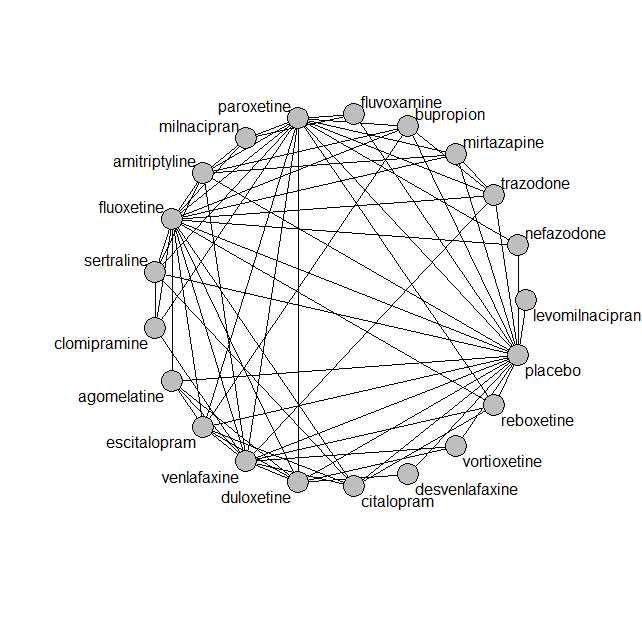 paroxetine
fluvoxamine
bupropion
milnacipran
mirtazapine
amitriptyline
trazodone
fluoxetine
nefazodone
sertraline
levomilnacipran
clomipramine
placebo
agomelatine
reboxetine
escitalopram
vortioxetine
venlafaxine
desvenlafaxine
duloxetine
citalopram